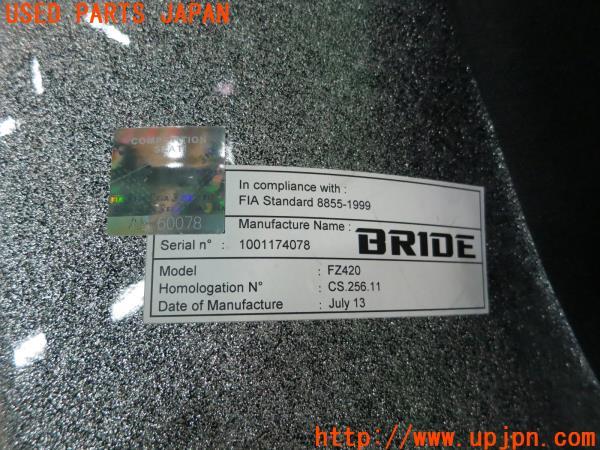 USED PARTS JAPAN
COMPETITION
SEAT
60078
In compliance with :
FIA Standard 8855-1999
Manufacture Name :
BRIDE
Serial n° : 1001174078
Model : FZ420
Homologation N° : CS.256.11
Date of Manufacture : July 13
UPJ
http://www.upjpn.com